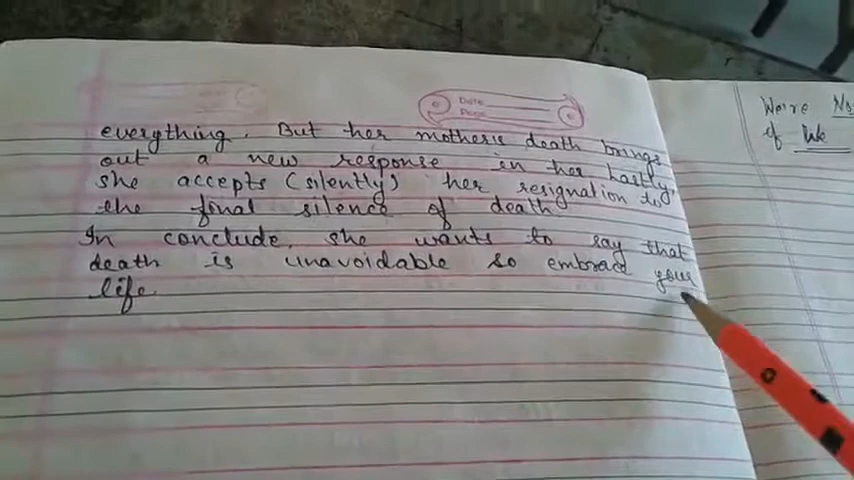 Date
Page
everything. But her mother's death brings
out a new response in her lastly,
she accepts (silently) her resignation to
the final silence of death.
In conclude, she wants to say that
death is unavoidable so embrace your
life.
of We